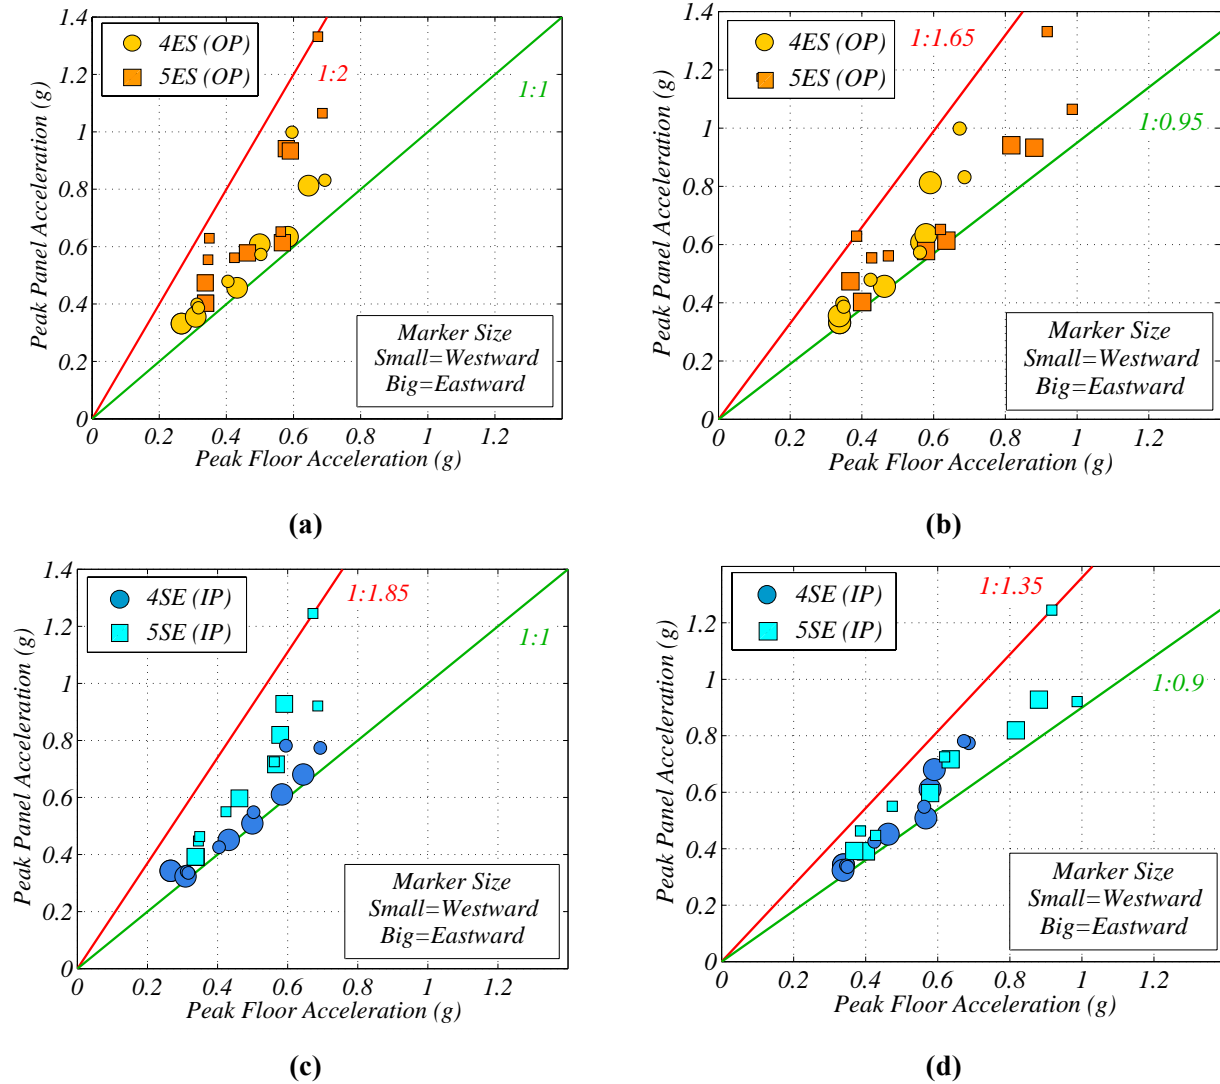 1.4
1.2
1
0.8
0.6
0.4
0.2
0
0
0.2
0.4
0.6
0.8
1
1.2
Peak Panel Acceleration (g)
Peak Floor Acceleration (g)
4ES (OP)
5ES (OP)
1:2
1:1
Marker Size
Small=Westward
Big=Eastward
(a)
1.4
1.2
1
0.8
0.6
0.4
0.2
0
0
0.2
0.4
0.6
0.8
1
1.2
Peak Panel Acceleration (g)
Peak Floor Acceleration (g)
4ES (OP)
5ES (OP)
1:1.65
1:0.95
Marker Size
Small=Westward
Big=Eastward
(b)
1.4
1.2
1
0.8
0.6
0.4
0.2
0
0
0.2
0.4
0.6
0.8
1
1.2
Peak Panel Acceleration (g)
Peak Floor Acceleration (g)
4SE (IP)
5SE (IP)
1:1.85
1:1
Marker Size
Small=Westward
Big=Eastward
(c)
1.2
1
0.8
0.6
0.4
0.2
0
0
0.2
0.4
0.6
0.8
1
1.2
Peak Panel Acceleration (g)
Peak Floor Acceleration (g)
4SE (IP)
5SE (IP)
1:1.35
1:0.9
Marker Size
Small=Westward
Big=Eastward
(d)